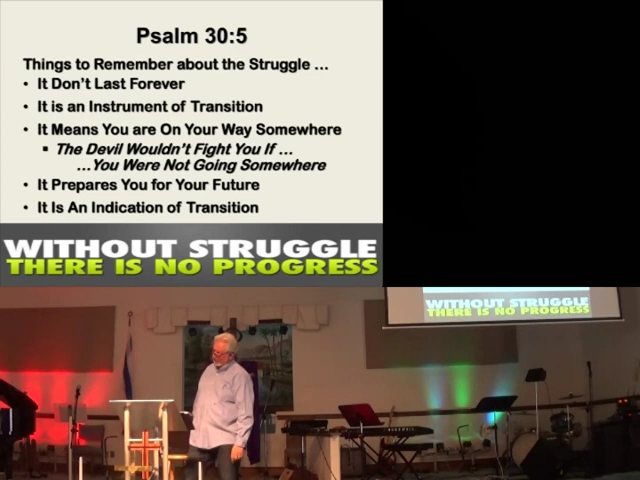 Psalm 30:5
Things to Remember about the Struggle …
• It Don't Last Forever
• It is an Instrument of Transition
• It Means You are On Your Way Somewhere
▪ The Devil Wouldn't Fight You If …
…You Were Not Going Somewhere
• It Prepares You for Your Future
• It Is An Indication of Transition
WITHOUT STRUGGLE
THERE IS NO PROGRESS
WITHOUT STRUGGLE
THERE IS NO PROGRESS